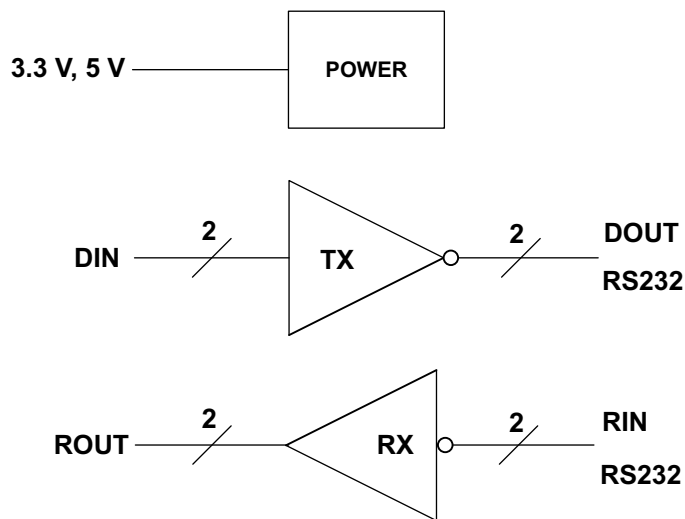 3.3 V, 5 V
POWER
2
2
DOUT
DIN
TX
RS232
2
2
RIN
ROUT
RX
RS232